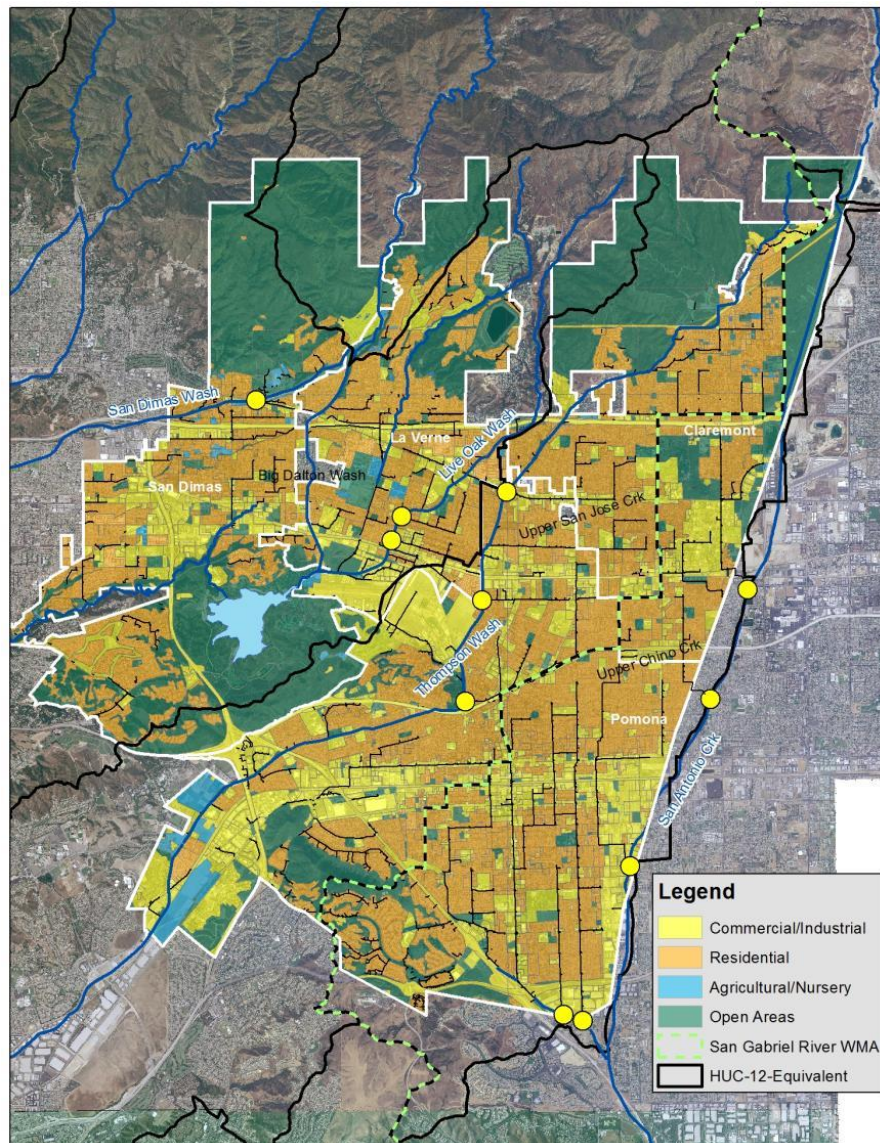 San Dimas Wash
La Verne
Claremont
Live Oak Wash
San Dimas
Big Dalton Wash
Upper San Jose Crk
Thompson Wash
Upper Chino Crk
Pomona
San Antonio Crk
Legend
Commercial/Industrial
Residential
Agricultural/Nursery
Open Areas
San Gabriel River WMA
HUC-12-Equivalent